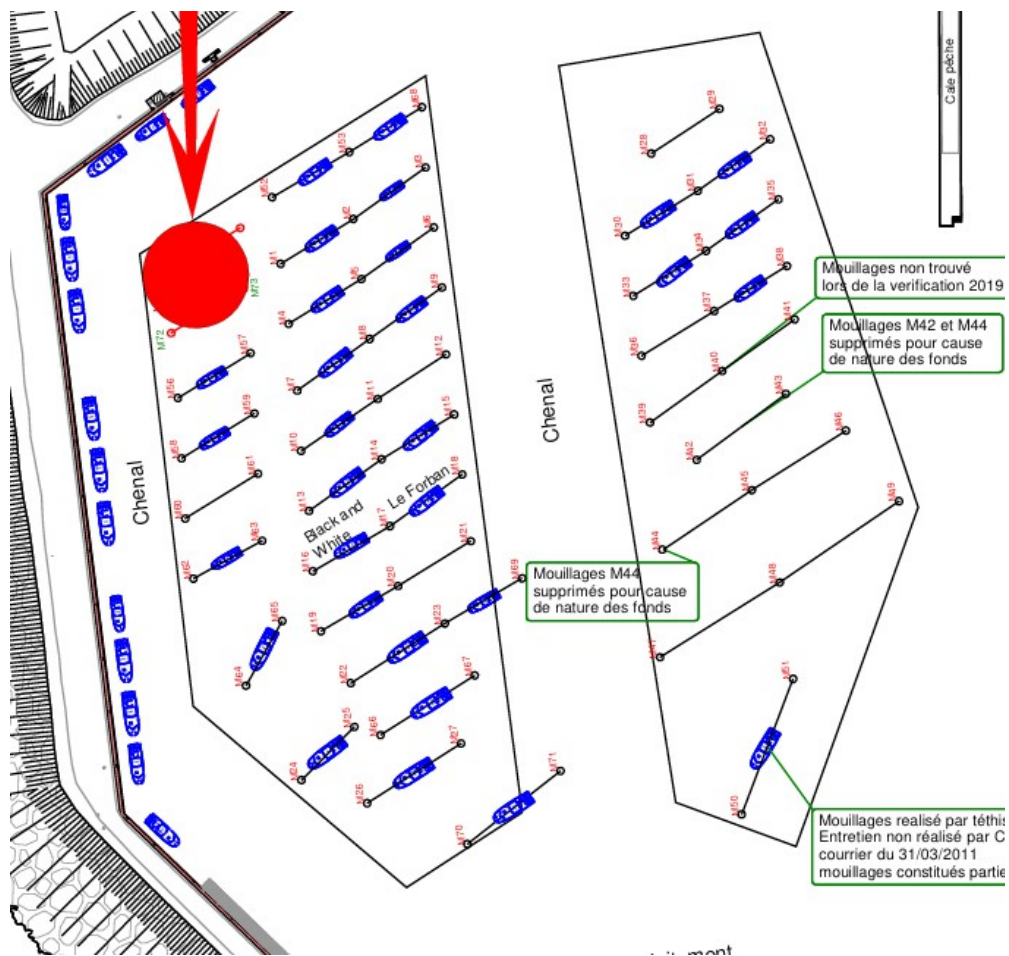 Cale pêche
M29
M28
M68
M53
M52
M32
M31
M30
M3
M2
M1
M35
M34
M33
M6
M5
M4
M38
M37
M36
M73
M72
Mouillages non trouvé
lors de la verification 2019
M9
M8
M7
M41
M40
M39
Mouillages M42 et M44
supprimés pour cause
de nature des fonds
M57
M56
M12
M11
M10
M43
M42
M59
M58
M15
M14
M13
Chenal
M46
M45
M44
M61
M60
Chenal
M18
M17
M16
Le Forban
Black and
White
M49
M48
M47
M63
M62
M21
M20
M19
Mouillages M44
supprimés pour cause
de nature des fonds
M69
M23
M22
M65
M64
M67
M66
M51
M50
M25
M24
M27
M26
M71
M70
Mouillages realisé par téthis
Entretien non réalisé par C
courrier du 31/03/2011
mouillages constitués partie